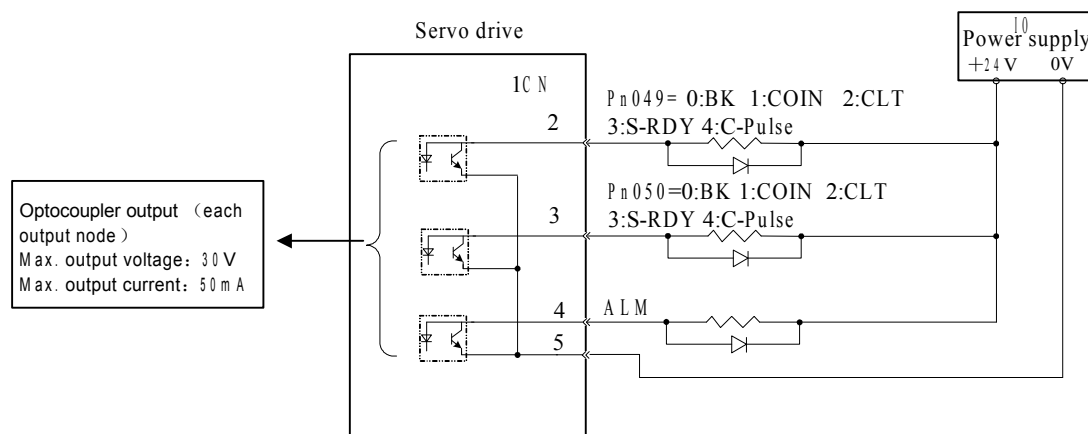 Servo drive
IO
Power supply
+24V 0V
1CN
Pn049= 0:BK 1:COIN 2:CLT
3:S-RDY 4:C-Pulse
2
Pn050=0:BK 1:COIN 2:CLT
3:S-RDY 4:C-Pulse
3
Optocoupler output （each
output node）
Max. output voltage：30V
Max. output current：50mA
4
ALM
5